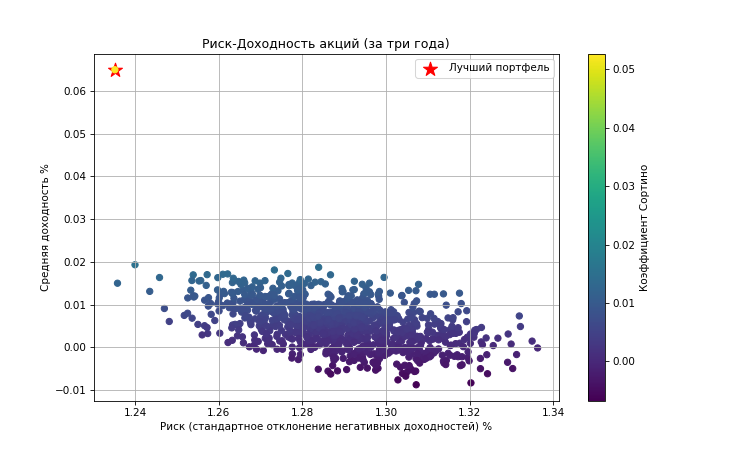 Риск-Доходность акций (за три года)
Лучший портфель
0.06
0.05
0.04
0.03
0.02
0.01
0.00
−0.01
Средняя доходность %
1.24 1.26 1.28 1.30 1.32 1.34
Риск (стандартное отклонение негативных доходностей) %
0.05
0.04
0.03
0.02
0.01
0.00
Коэффициент Сортино